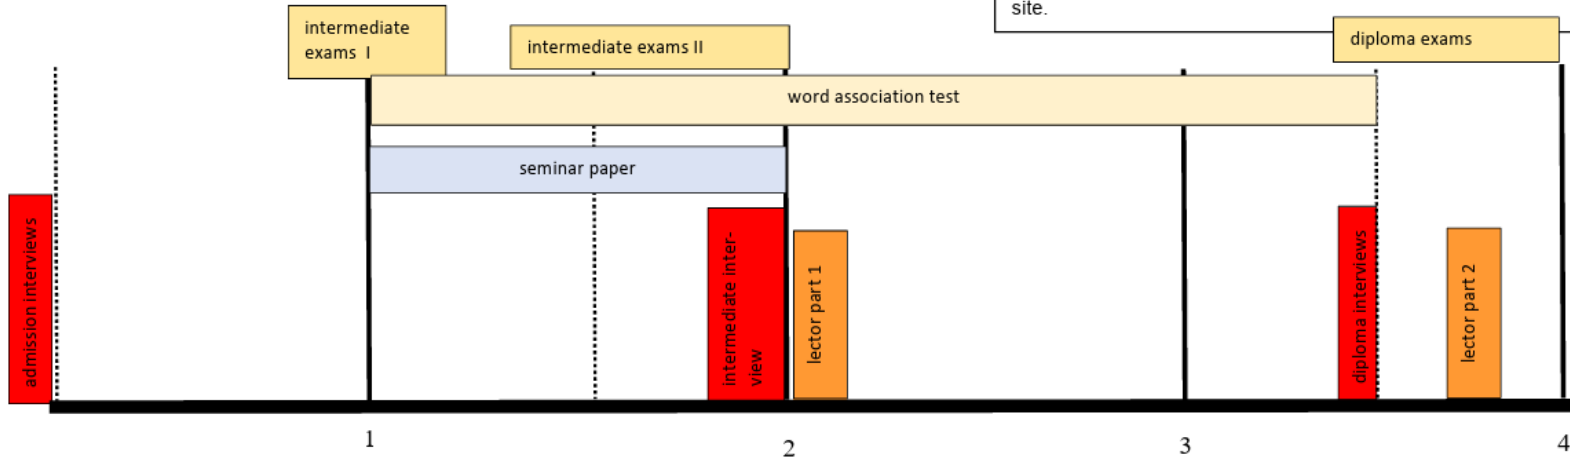 site.
intermediate
exams I
intermediate exams II
diploma exams
word association test
seminar paper
admission interviews
intermediate inter-
view
lector part 1
diploma interviews
lector part 2
1
2
3
4